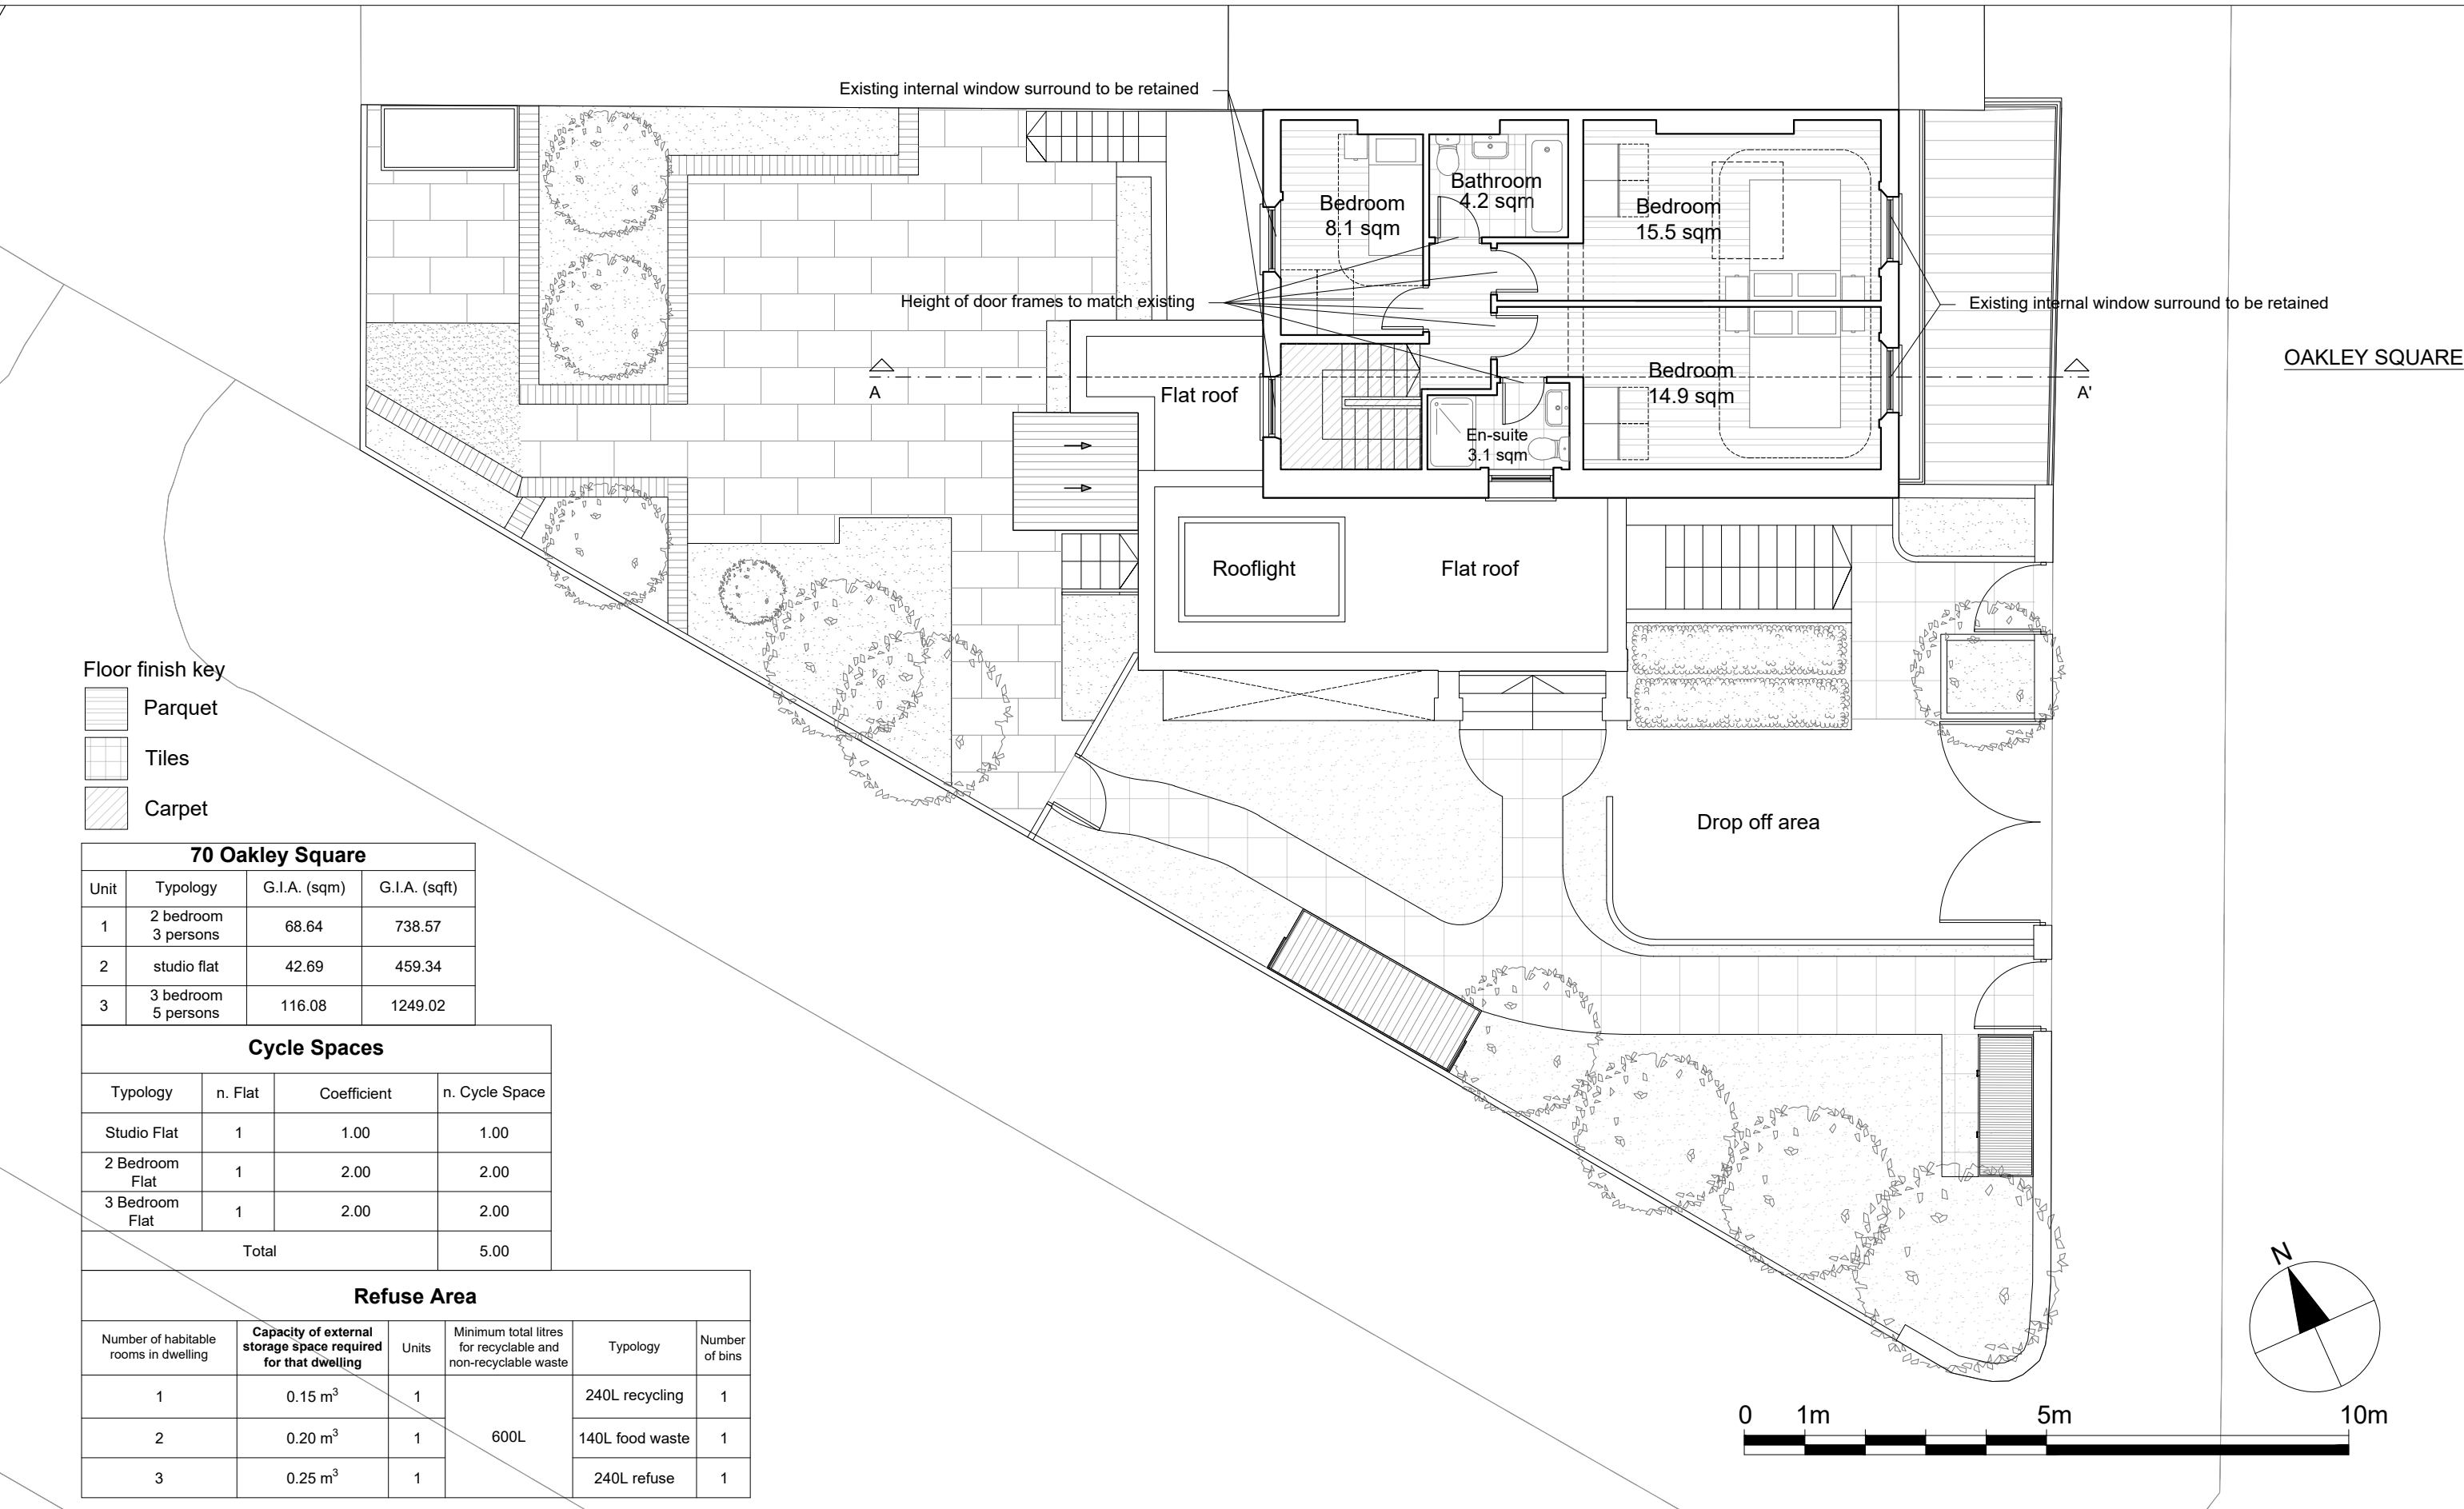 Existing internal window surround to be retained
Bedroom
8.1 sqm
Bathroom
4.2 sqm
Bedroom
15.5 sqm
Height of door frames to match existing
Existing internal window surround to be retained
OAKLEY SQUARE
A
A'
Flat roof
Bedroom
14.9 sqm
En-suite
3.1 sqm
Rooflight
Flat roof
Drop off area
Floor finish key
Parquet
Tiles
Carpet
70 Oakley Square
Unit Typology G.I.A. (sqm) G.I.A. (sqft)
1 2 bedroom 3 persons 68.64 738.57
2 studio flat 42.69 459.34
3 3 bedroom 5 persons 116.08 1249.02
Cycle Spaces
Typology n. Flat Coefficient n. Cycle Space
Studio Flat 1 1.00 1.00
2 Bedroom Flat 1 2.00 2.00
3 Bedroom Flat 1 2.00 2.00
Total 5.00
Refuse Area
Number of habitable rooms in dwelling Capacity of external storage space required for that dwelling Units Minimum total litres for recyclable and non-recyclable waste Typology Number of bins
1 0.15 m³ 1 240L recycling 1
2 0.20 m³ 1 600L 140L food waste 1
3 0.25 m³ 1 240L refuse 1
N
0 1m 5m 10m